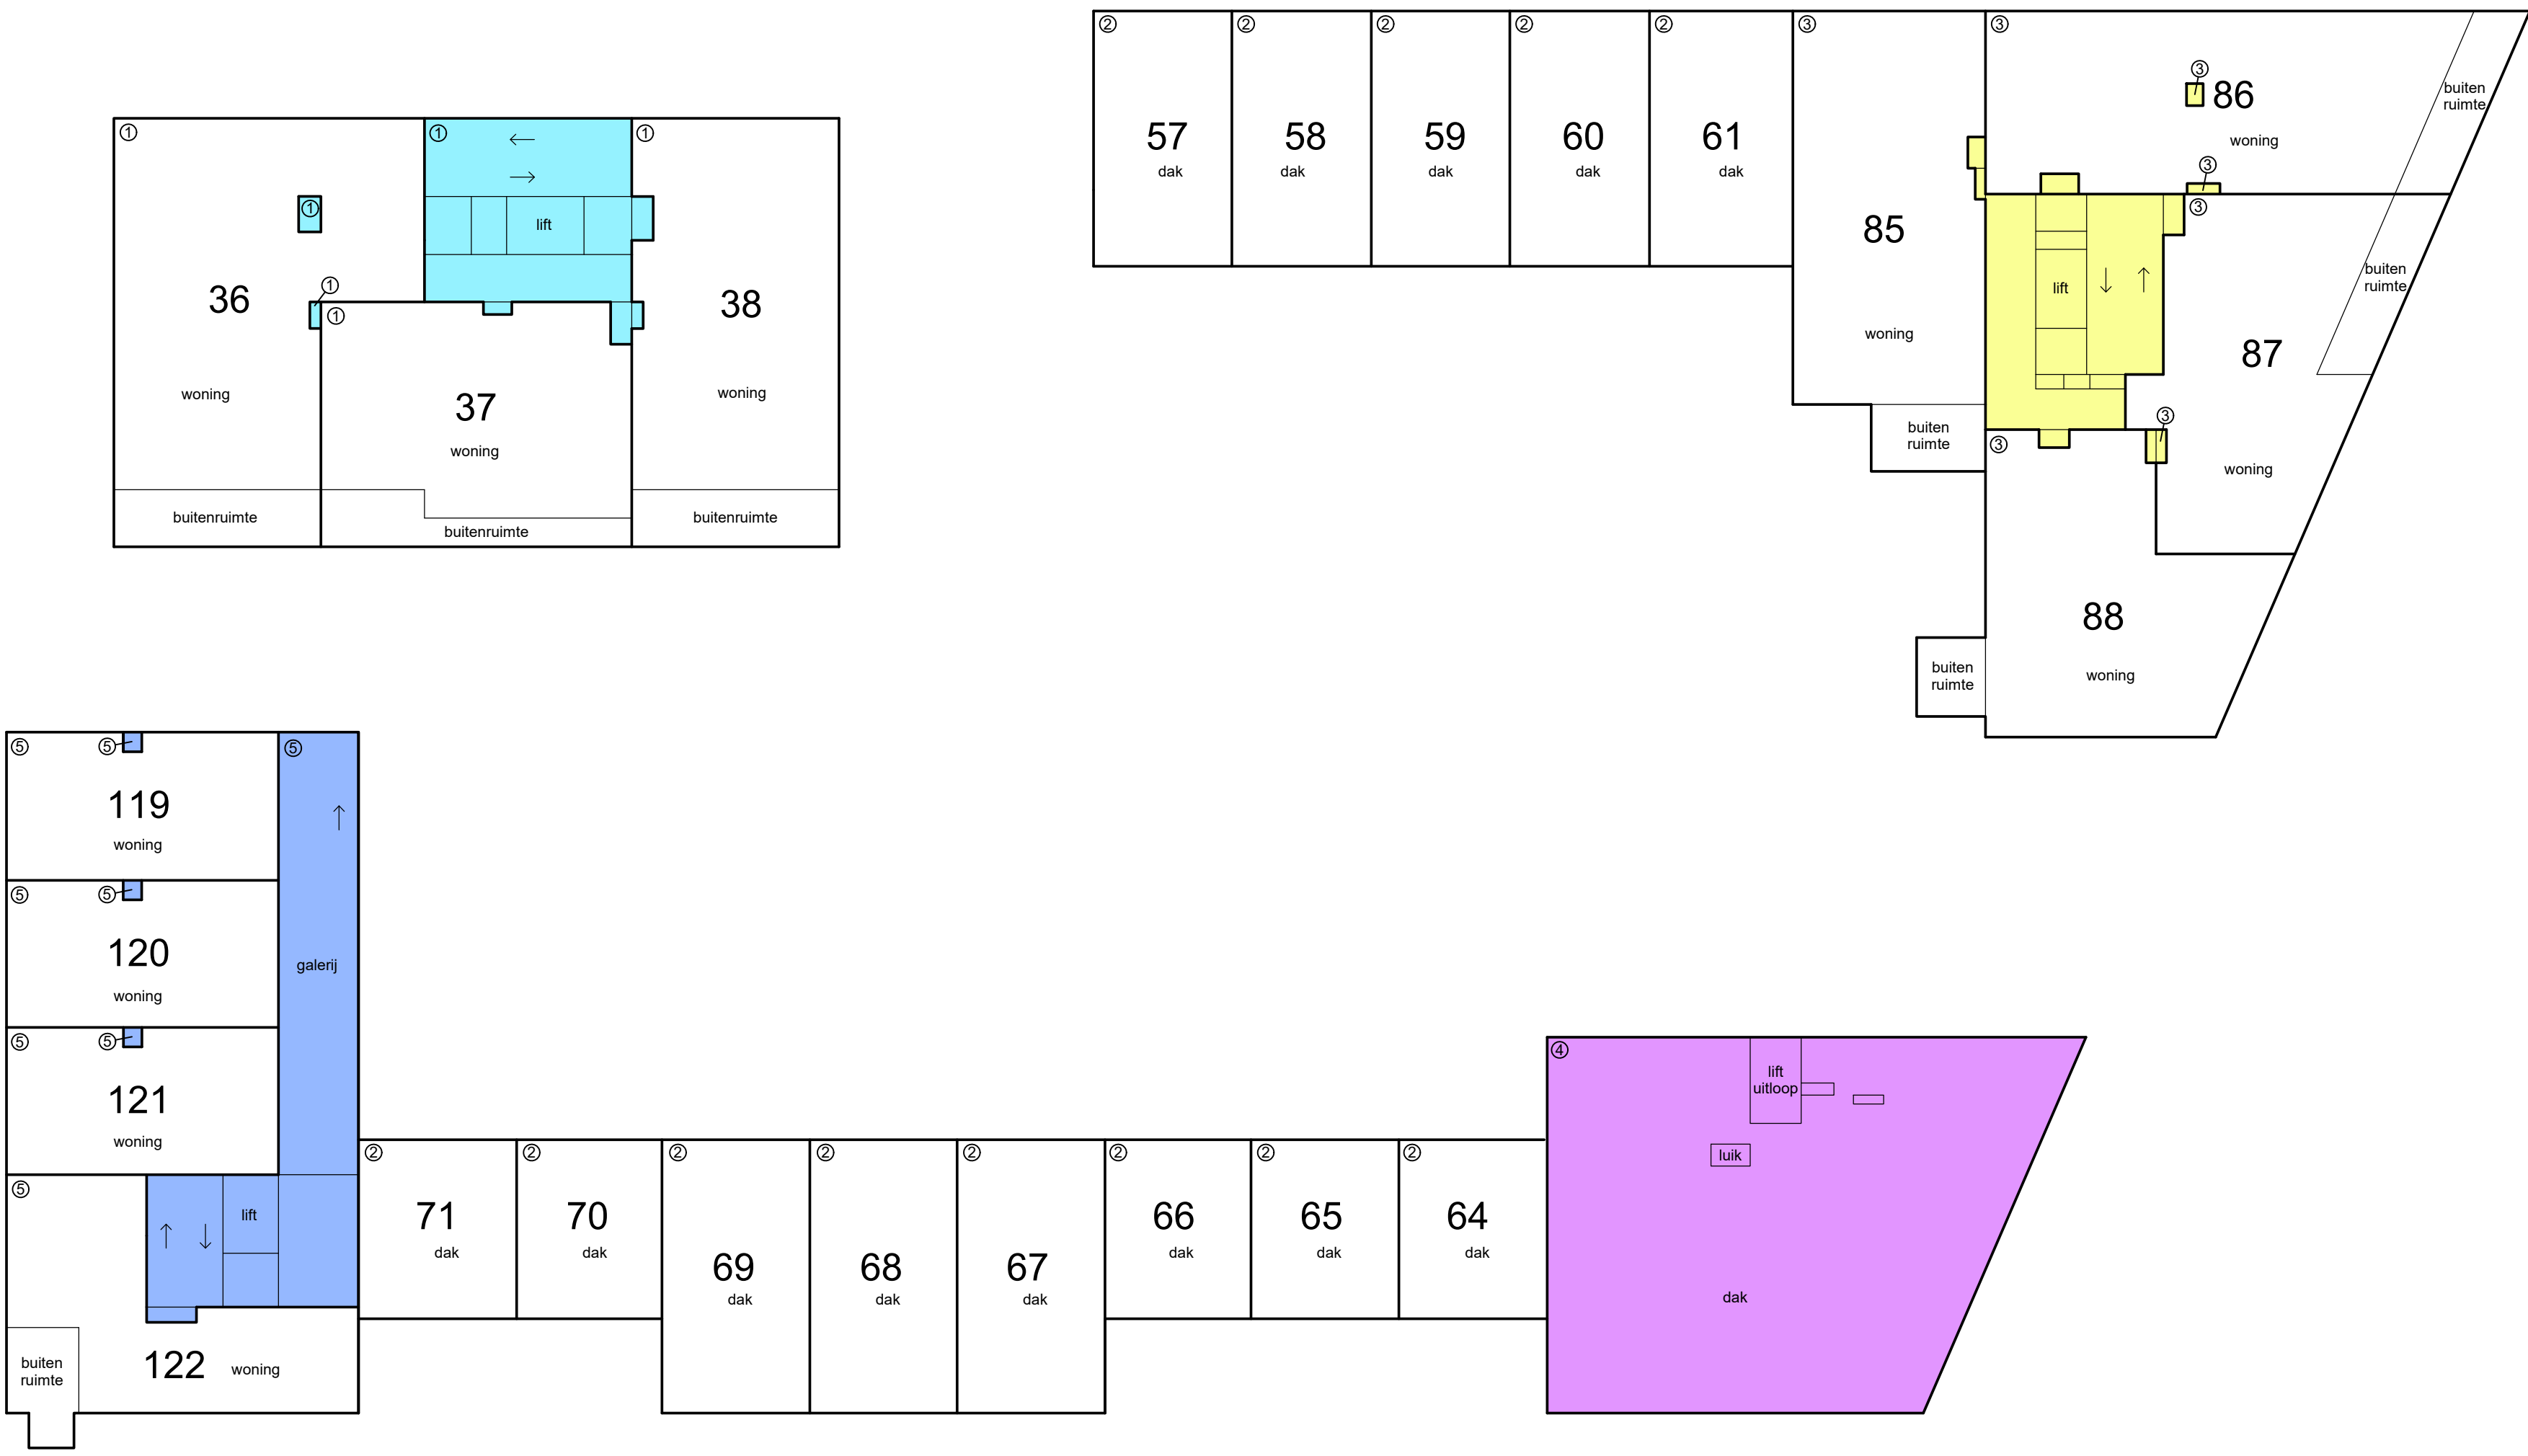 ①
①
①
①
①
①
lift
36
38
37
woning
woning
woning
buitenruimte
buitenruimte
buitenruimte
②
②
②
②
②
③
③
57
dak
58
dak
59
dak
60
dak
61
dak
85
woning
buiten
ruimte
③
86
woning
buiten
ruimte
③
③
lift
buiten
ruimte
87
woning
③
③
88
woning
buiten
ruimte
⑤
⑤
⑤
119
woning
⑤
⑤
120
woning
galerij
⑤
⑤
121
woning
⑤
lift
122
woning
buiten
ruimte
②
②
②
②
②
②
②
②
71
dak
70
dak
69
dak
68
dak
67
dak
66
dak
65
dak
64
dak
④
lift
uitloop
luik
dak